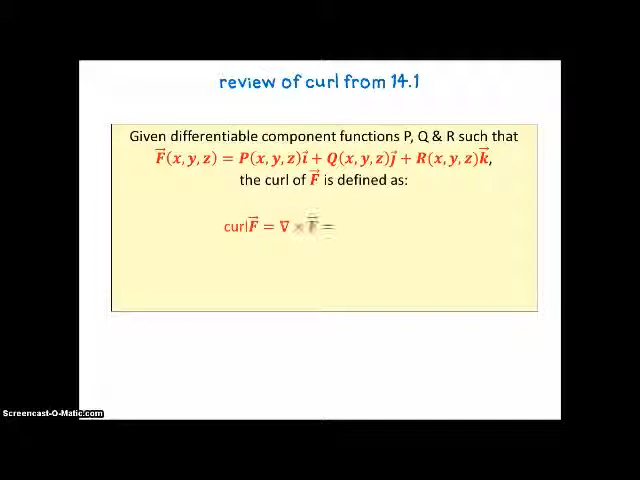 review of curl from 14.1
Given differentiable component functions P, Q & R such that
F⃗(x, y, z) = P(x, y, z)i⃗ + Q(x, y, z)j⃗ + R(x, y, z)k⃗,
the curl of F⃗ is defined as:
curlF⃗ = ∇ × F⃗ =
Screencast-O-Matic.com